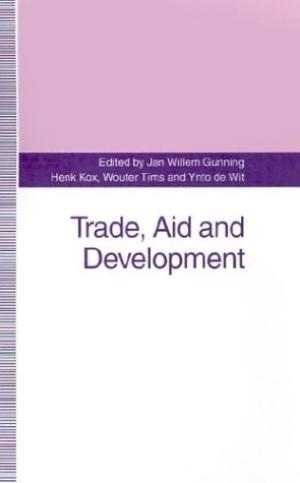 Edited by Jan Willem Gunning
Henk Kox, Wouter Tims and Ynto de Wit
Trade, Aid and
Development